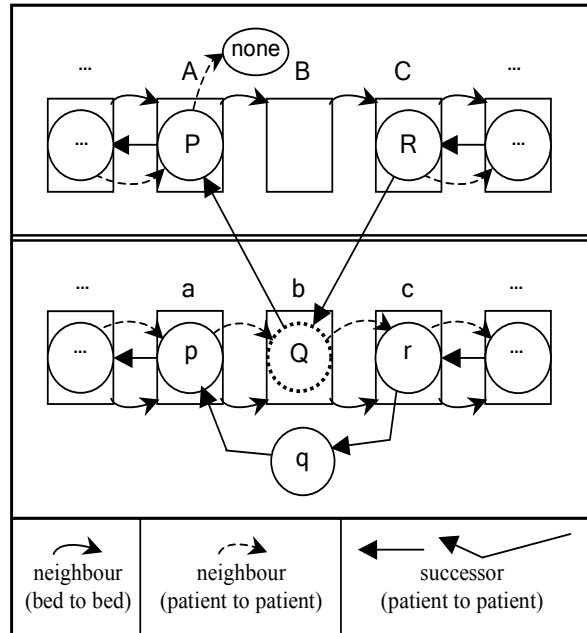 none
... A B C ...
... P R ...
... a b c ...
... p Q r ...
q
neighbour neighbour successor
(bed to bed) (patient to patient) (patient to patient)